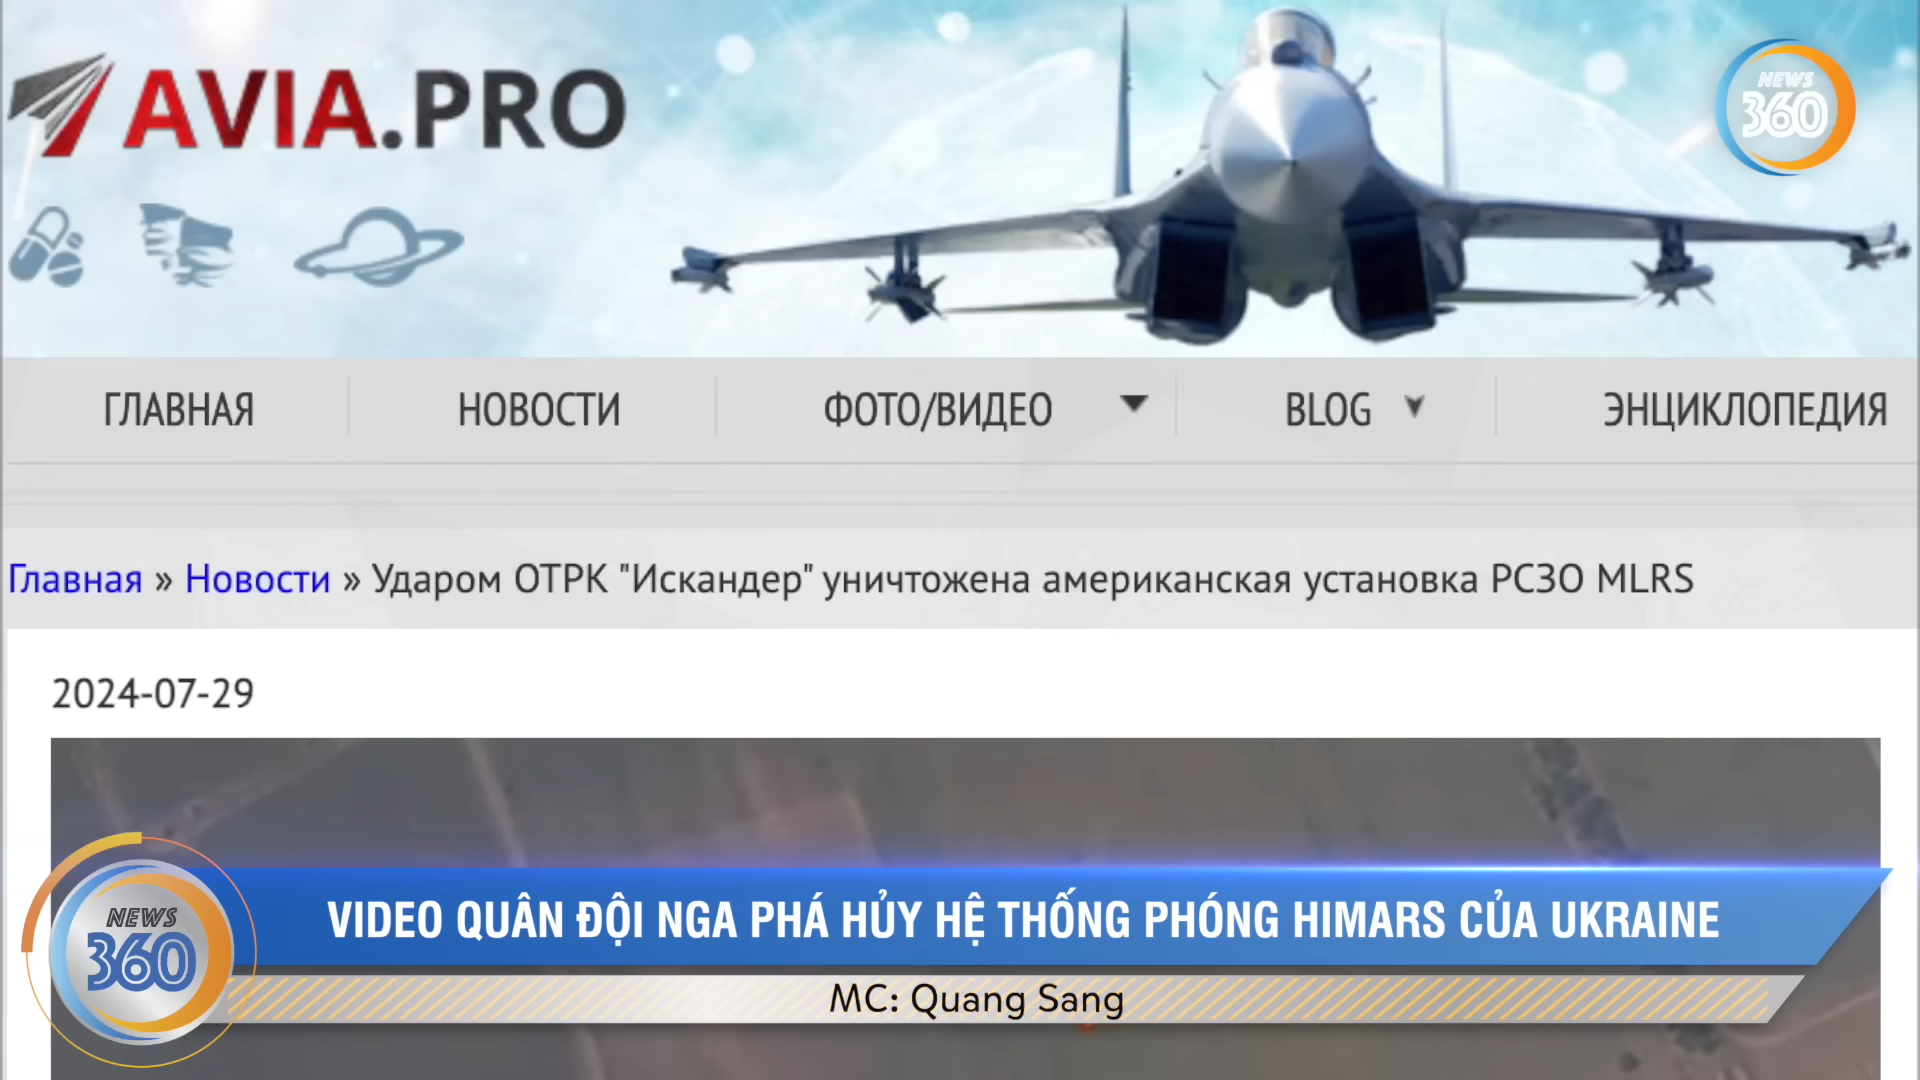 AVIA.PRO
NEWS
360
ГЛАВНАЯ
НОВОСТИ
ФОТО/ВИДЕО
BLOG
ЭНЦИКЛОПЕДИЯ
Главная » Новости » Ударом ОТРК "Искандер" уничтожена американская установка РСЗО MLRS
2024-07-29
NEWS
360
VIDEO QUÂN ĐỘI NGA PHÁ HỦY HỆ THỐNG PHÓNG HIMARS CỦA UKRAINE
MC: Quang Sang